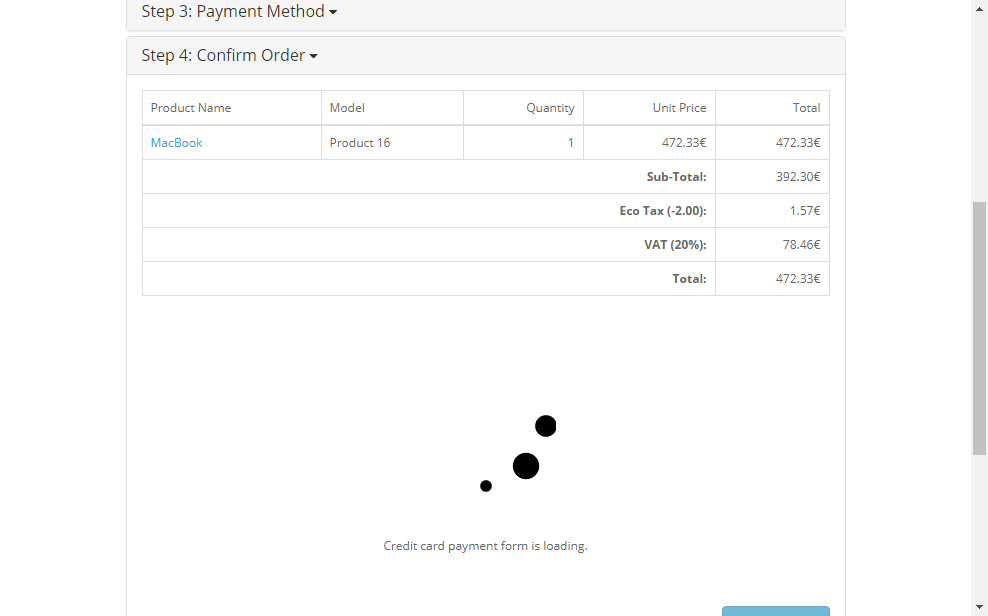 Step 3: Payment Method
Step 4: Confirm Order
Product Name Model Quantity Unit Price Total
MacBook Product 16 1 472.33€ 472.33€
Sub-Total: 392.30€
Eco Tax (-2.00): 1.57€
VAT (20%): 78.46€
Total: 472.33€
Credit card payment form is loading.